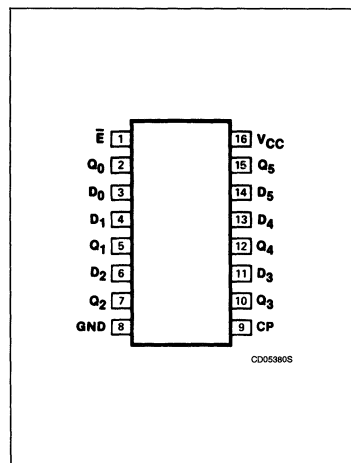 Ē 1 16 VCC
Q0 2 15 Q5
D0 3 14 D5
D1 4 13 D4
Q1 5 12 Q4
D2 6 11 D3
Q2 7 10 Q3
GND 8 9 CP
CD05380S